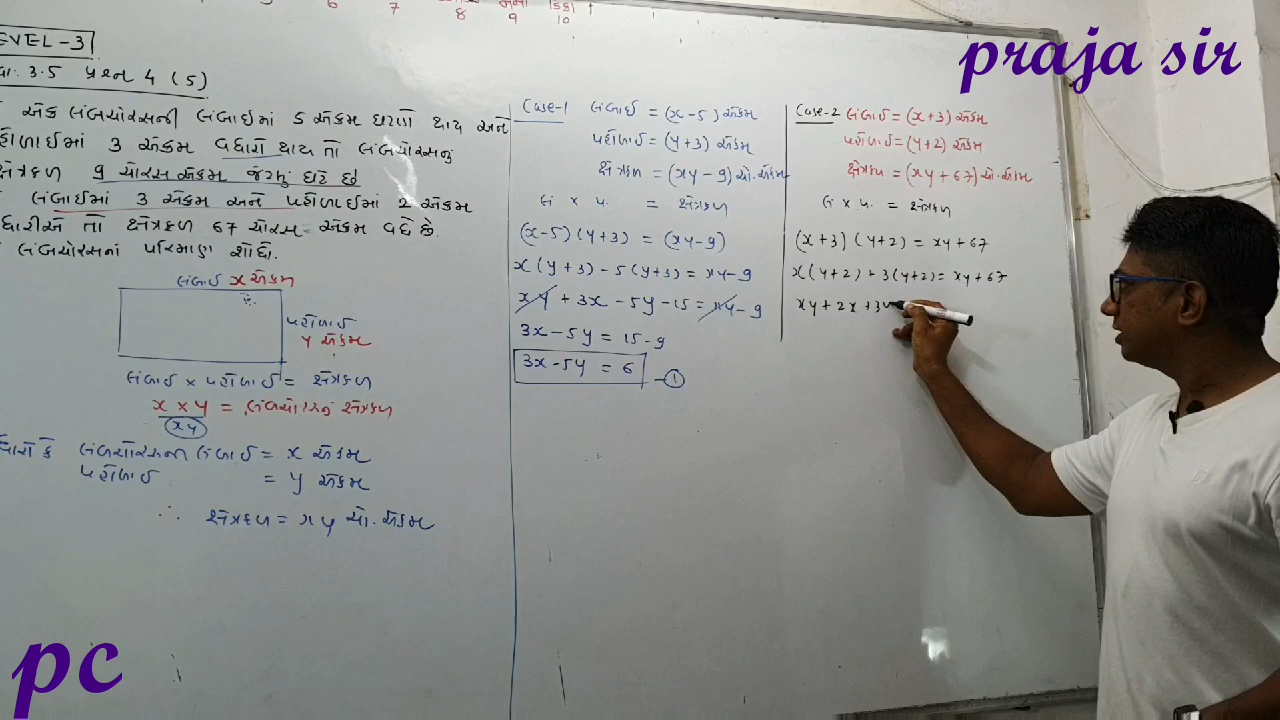 6 7 8 9 10
LEVEL-3
3.5 પ્રશ્ન 4 (5)
એક લંબચોરસની લંબાઈમાં 5 એકમ ઘટાડો થાય અને
પહોળાઈમાં 3 એકમ વધારો થાય તો લંબચોરસનું
ક્ષેત્રફળ 9 ચોરસ એકમ જેટલું ઘટે છે
લંબાઈમાં 3 એકમ અને પહોળાઈમાં 2 એકમ
વધારીએ તો ક્ષેત્રફળ 67 ચોરસ એકમ વધે છે.
લંબચોરસનાં પરિમાણ શોધો.
લંબાઈ x એકમ
પહોળાઈ
y એકમ
લંબાઈ × પહોળાઈ = ક્ષેત્રફળ
x × y = લંબચોરસનું ક્ષેત્રફળ
xy
ધારો કે લંબચોરસની લંબાઈ = x એકમ
પહોળાઈ = y એકમ
∴ ક્ષેત્રફળ = xy ચો. એકમ
Case-1 લંબાઈ = (x-5) એકમ
પહોળાઈ = (y+3) એકમ
ક્ષેત્રફળ = (xy-9) ચો. એકમ
લં × પ. = ક્ષેત્રફળ
(x-5) (y+3) = (xy-9)
x(y+3) - 5(y+3) = xy-9
xy + 3x - 5y - 15 = xy - 9
3x - 5y = 15 - 9
3x - 5y = 6 —①
Case-2 લંબાઈ = (x+3) એકમ
પહોળાઈ = (y+2) એકમ
ક્ષેત્રફળ = (xy+67) ચો. એકમ
લં × પ. = ક્ષેત્રફળ
(x+3) (y+2) = xy+67
x(y+2) + 3(y+2) = xy+67
xy + 2x + 3y
praja sir
pc